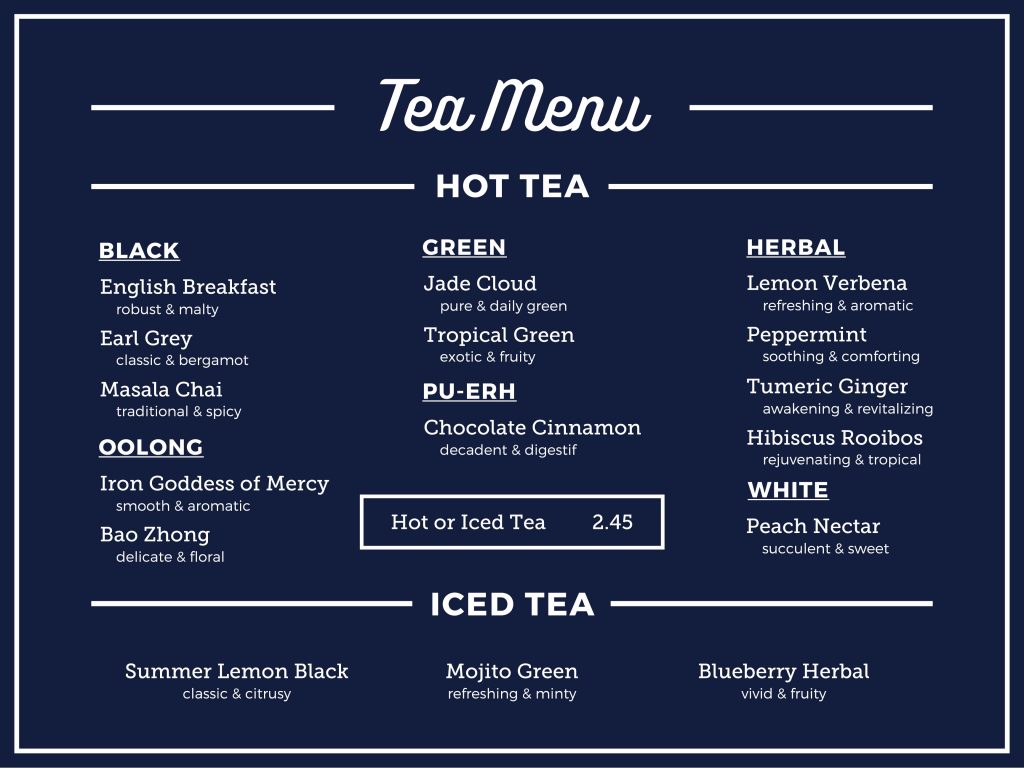 Tea Menu
HOT TEA
BLACK
English Breakfast
robust & malty
Earl Grey
classic & bergamot
Masala Chai
traditional & spicy
OOLONG
Iron Goddess of Mercy
smooth & aromatic
Bao Zhong
delicate & floral
GREEN
Jade Cloud
pure & daily green
Tropical Green
exotic & fruity
PU-ERH
Chocolate Cinnamon
decadent & digestif
Hot or Iced Tea 2.45
HERBAL
Lemon Verbena
refreshing & aromatic
Peppermint
soothing & comforting
Tumeric Ginger
awakening & revitalizing
Hibiscus Rooibos
rejuvenating & tropical
WHITE
Peach Nectar
succulent & sweet
ICED TEA
Summer Lemon Black
classic & citrusy
Mojito Green
refreshing & minty
Blueberry Herbal
vivid & fruity